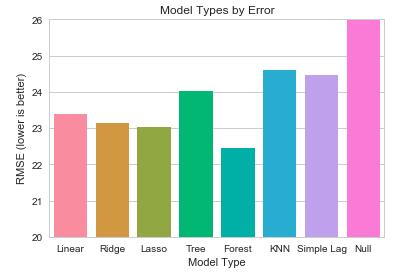 Model Types by Error
RMSE (lower is better)
26
25
24
23
22
21
20
Linear Ridge Lasso Tree Forest KNN Simple Lag Null
Model Type